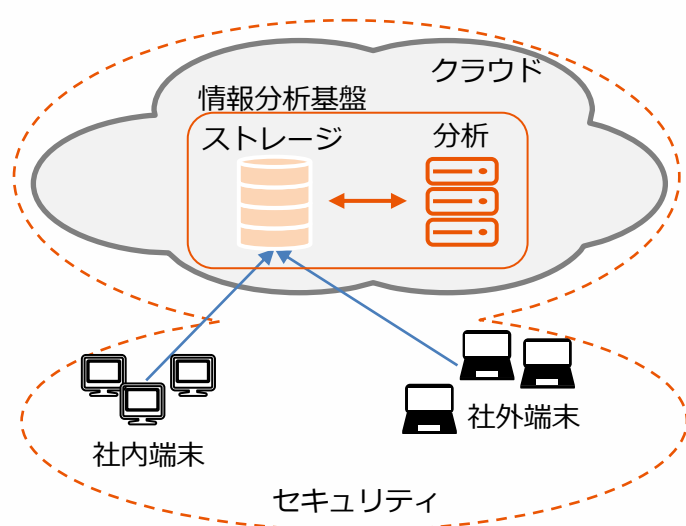 クラウド
情報分析基盤
ストレージ
分析
社内端末
社外端末
セキュリティ